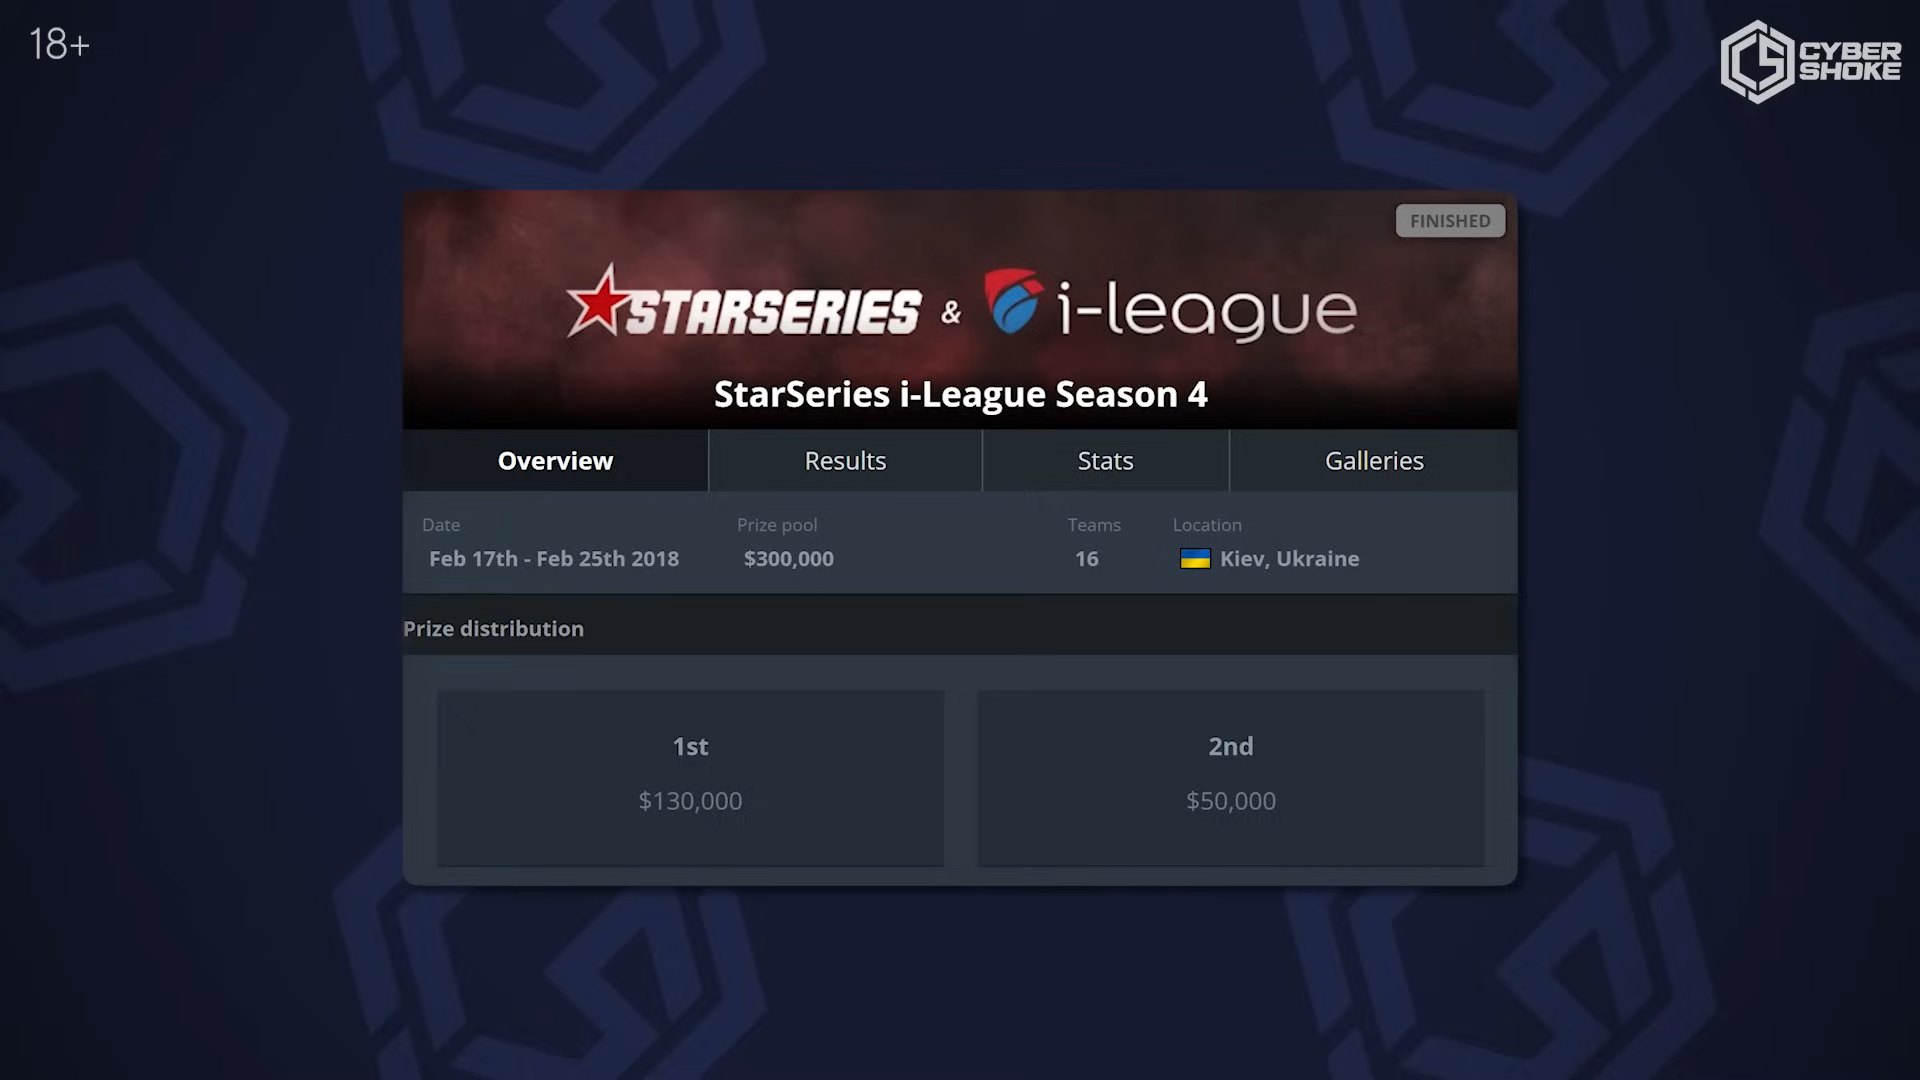 18+
CYBER
SHOKE
FINISHED
STARSERIES & i-league
StarSeries i-League Season 4
Overview Results Stats Galleries
Date Prize pool Teams Location
Feb 17th - Feb 25th 2018 $300,000 16 Kiev, Ukraine
Prize distribution
1st 2nd
$130,000 $50,000